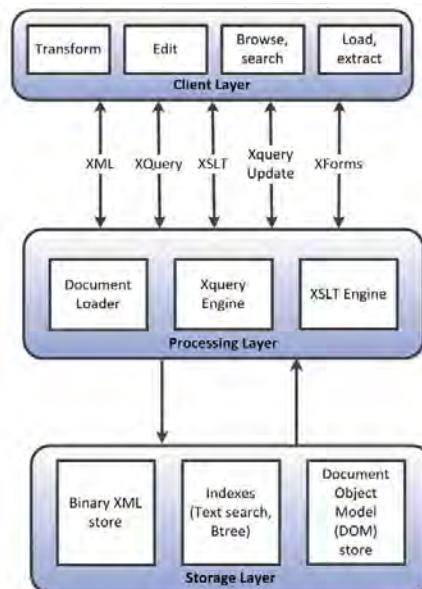 Transform
Edit
Browse,
search
Load,
extract
Client Layer
XML
XQuery
XSLT
Xquery
Update
XForms
Document
Loader
Xquery
Engine
XSLT Engine
Processing Layer
Binary XML
store
Indexes
(Text search,
Btree)
Document
Object
Model
(DOM)
store
Storage Layer